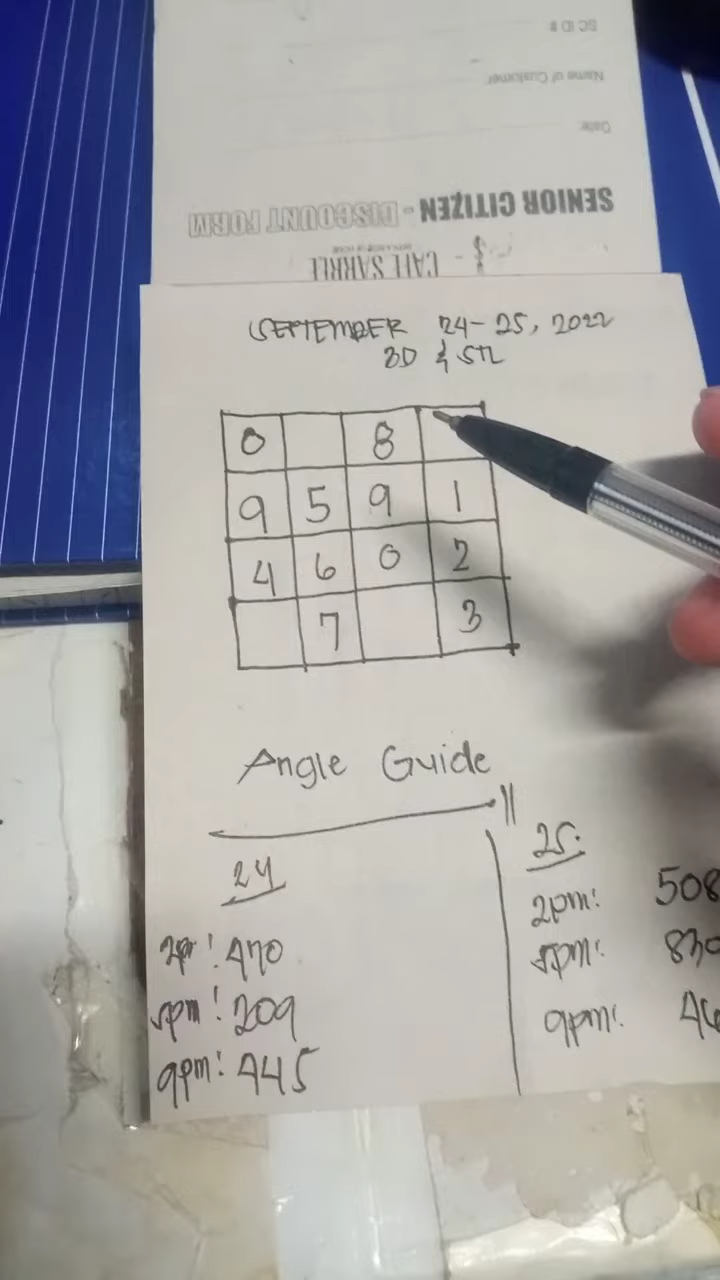 SC ID #
Name of Customer:
Date:
SENIOR CITIZEN - DISCOUNT FORM
SEPTEMBER 24-25, 2022
3D & STL
0 8
9 5 9 1
4 6 0 2
7 3
Angle Guide
24
2pm: 470
5pm: 209
9pm: 445
25
2pm: 508
5pm: 830
9pm: